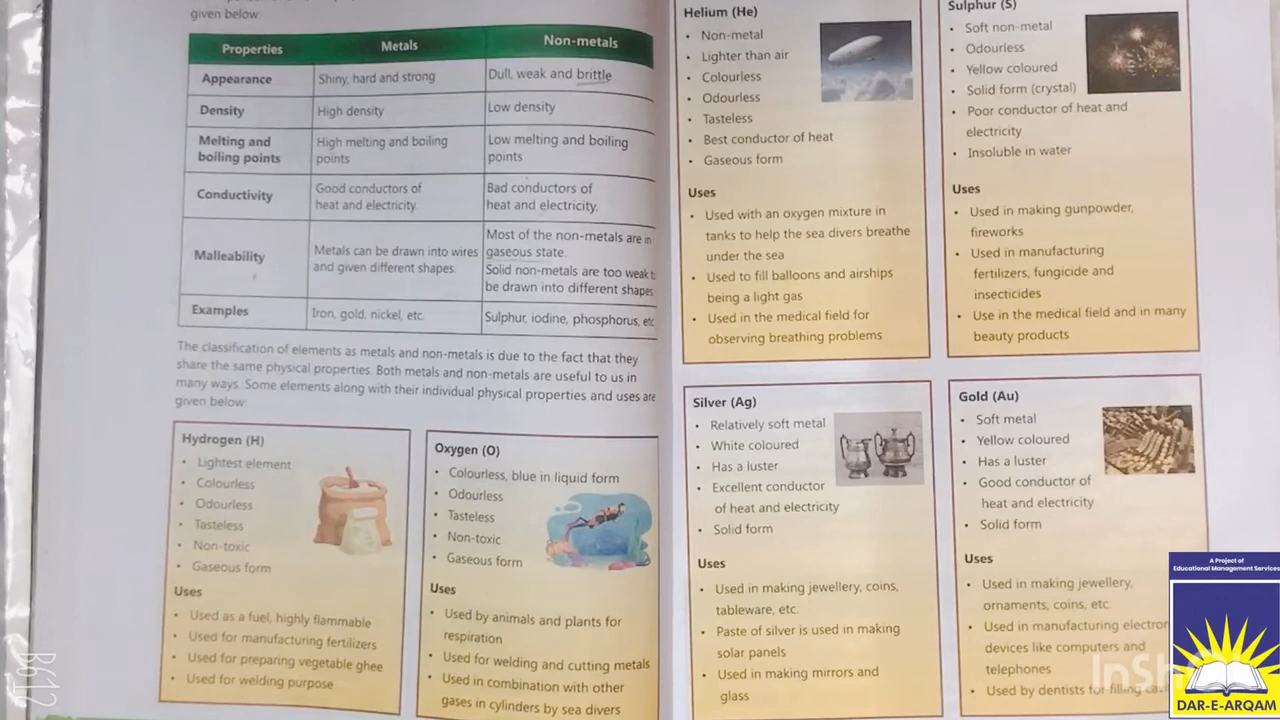 given below:
Properties Metals Non-metals
Appearance Shiny, hard and strong Dull, weak and brittle
Density High density Low density
Melting and boiling points High melting and boiling points Low melting and boiling points
Conductivity Good conductors of heat and electricity Bad conductors of heat and electricity.
Malleability Metals can be drawn into wires and given different shapes. Most of the non-metals are in gaseous state.
Solid non-metals are too weak to
be drawn into different shapes
Examples Iron, gold, nickel, etc. Sulphur, iodine, phosphorus, etc
The classification of elements as metals and non-metals is due to the fact that they
share the same physical properties. Both metals and non-metals are useful to us in
many ways. Some elements along with their individual physical properties and uses are
given below:
Hydrogen (H)
• Lightest element
• Colourless
• Odourless
• Tasteless
• Non-toxic
• Gaseous form
Uses
• Used as a fuel, highly flammable
• Used for manufacturing fertilizers
• Used for preparing vegetable ghee
• Used for welding purpose
Oxygen (O)
• Colourless, blue in liquid form
• Odourless
• Tasteless
• Non-toxic
• Gaseous form
Uses
• Used by animals and plants for
respiration
• Used for welding and cutting metals
• Used in combination with other
gases in cylinders by sea divers
Helium (He)
• Non-metal
• Lighter than air
• Colourless
• Odourless
• Tasteless
• Best conductor of heat
• Gaseous form
Uses
• Used with an oxygen mixture in
tanks to help the sea divers breathe
under the sea
• Used to fill balloons and airships
being a light gas
• Used in the medical field for
observing breathing problems
Sulphur (S)
• Soft non-metal
• Odourless
• Yellow coloured
• Solid form (crystal)
• Poor conductor of heat and
electricity
• Insoluble in water
Uses
• Used in making gunpowder,
fireworks
• Used in manufacturing
fertilizers, fungicide and
insecticides
• Use in the medical field and in many
beauty products
Silver (Ag)
• Relatively soft metal
• White coloured
• Has a luster
• Excellent conductor
of heat and electricity
• Solid form
Uses
• Used in making jewellery, coins,
tableware, etc.
• Paste of silver is used in making
solar panels
• Used in making mirrors and
glass
Gold (Au)
• Soft metal
• Yellow coloured
• Has a luster
• Good conductor of
heat and electricity
• Solid form
Uses
• Used in making jewellery,
ornaments, coins, etc.
• Used in manufacturing electron
devices like computers and
telephones
• Used by dentists for filling
A Project of
Educational Management Services
DAR-E-ARQAM
InSh
B612